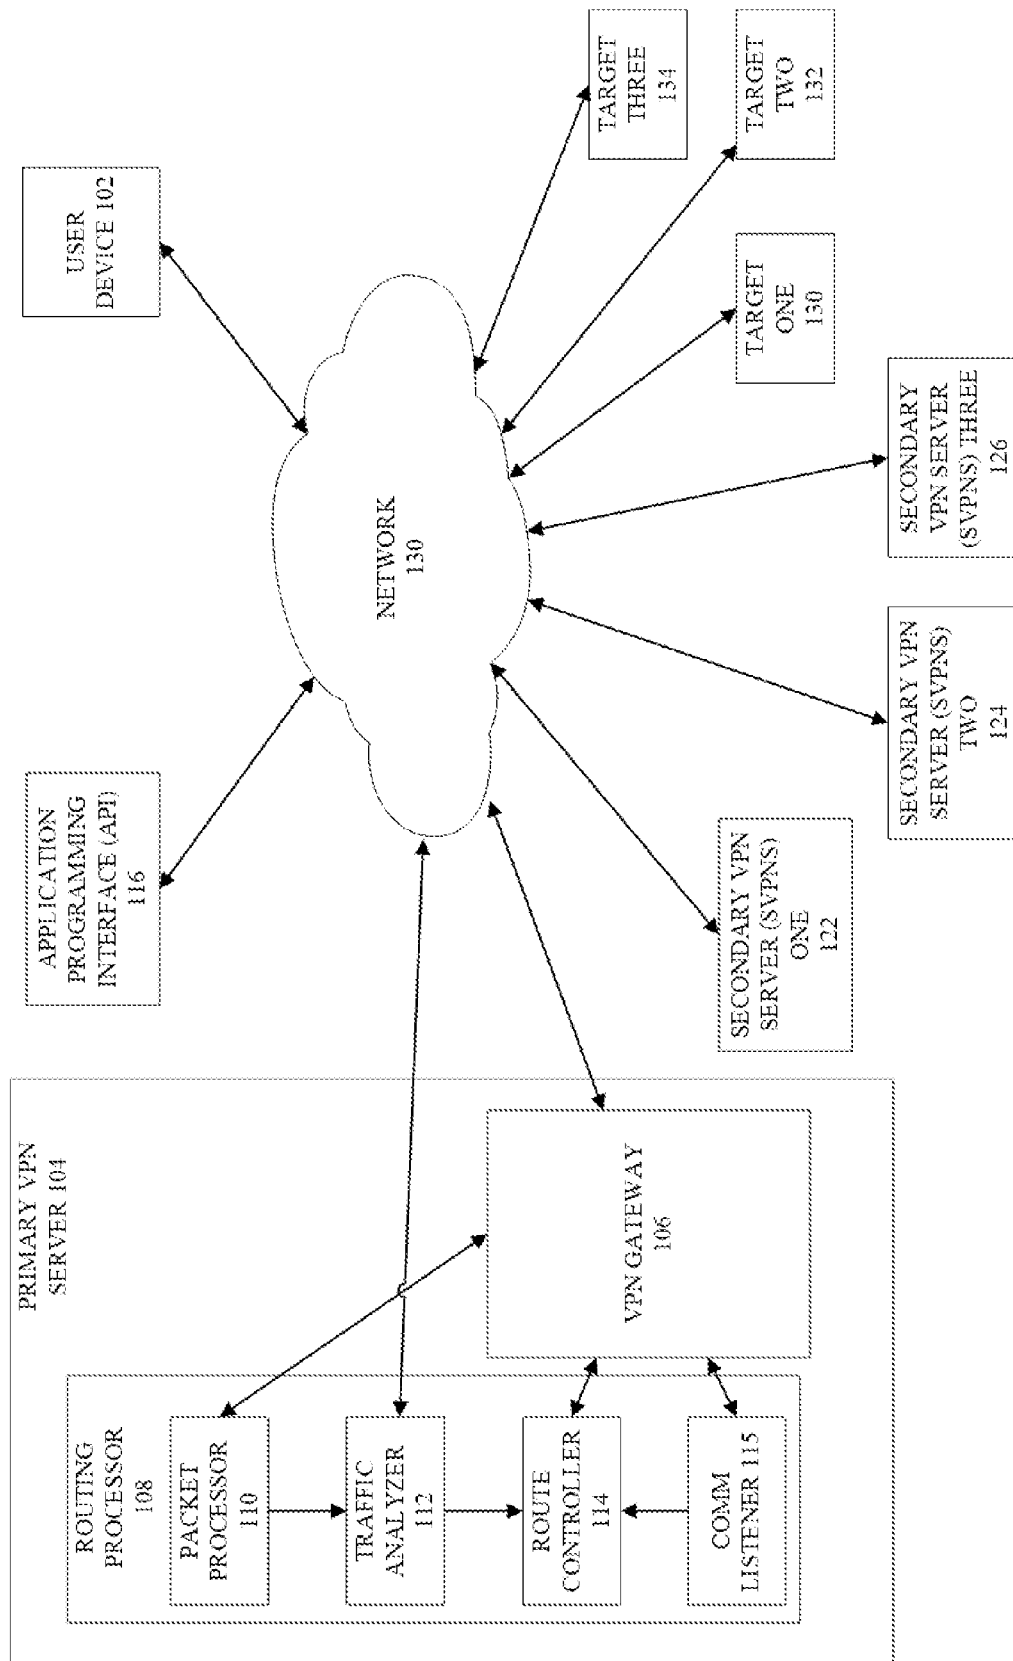 PRIMARY VPN
SERVER 104
ROUTING
PROCESSOR
108
PACKET
PROCESSOR
110
TRAFFIC
ANALYZER
112
ROUTE
CONTROLLER
114
COMM
LISTENER 115
VPN GATEWAY
106
APPLICATION
PROGRAMMING
INTERFACE (API)
116
USER
DEVICE 102
NETWORK
130
SECONDARY VPN
SERVER (SVPNS)
ONE
122
SECONDARY VPN
SERVER (SVPNS)
TWO
124
SECONDARY
VPN SERVER
(SVPNS) THREE
126
TARGET
ONE
130
TARGET
TWO
132
TARGET
THREE
134